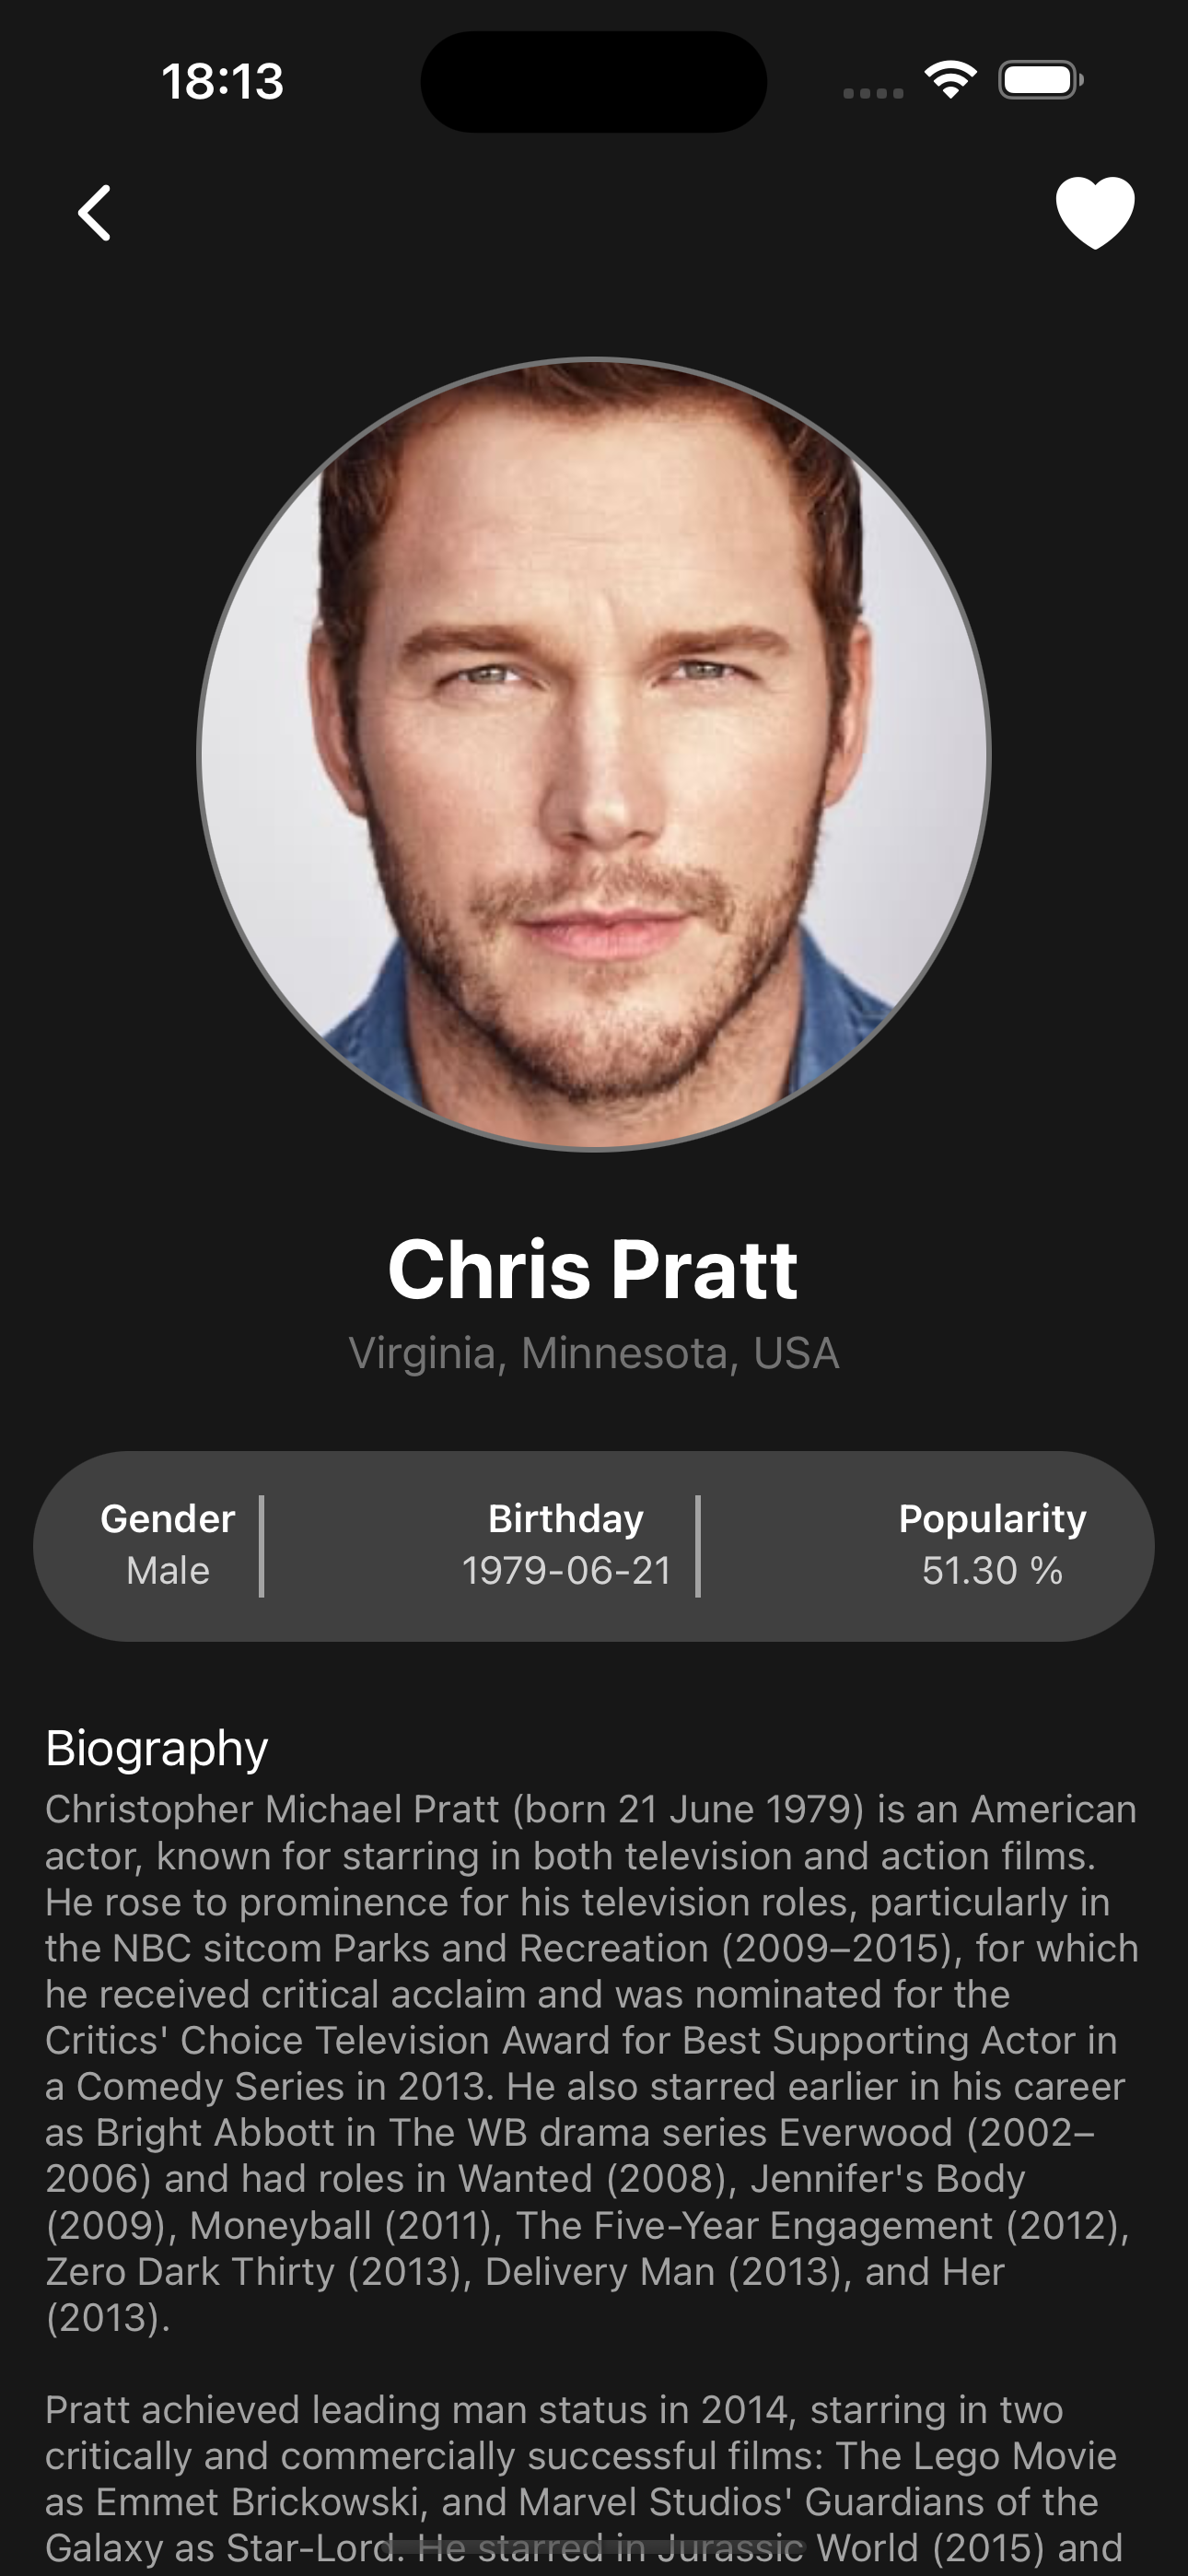 18:13
Chris Pratt
Virginia, Minnesota, USA
Gender Birthday Popularity
Male 1979-06-21 51.30 %
Biography
Christopher Michael Pratt (born 21 June 1979) is an American
actor, known for starring in both television and action films.
He rose to prominence for his television roles, particularly in
the NBC sitcom Parks and Recreation (2009–2015), for which
he received critical acclaim and was nominated for the
Critics' Choice Television Award for Best Supporting Actor in
a Comedy Series in 2013. He also starred earlier in his career
as Bright Abbott in The WB drama series Everwood (2002–
2006) and had roles in Wanted (2008), Jennifer's Body
(2009), Moneyball (2011), The Five-Year Engagement (2012),
Zero Dark Thirty (2013), Delivery Man (2013), and Her
(2013).
Pratt achieved leading man status in 2014, starring in two
critically and commercially successful films: The Lego Movie
as Emmet Brickowski, and Marvel Studios' Guardians of the
Galaxy as Star-Lord. He starred in Jurassic World (2015) and